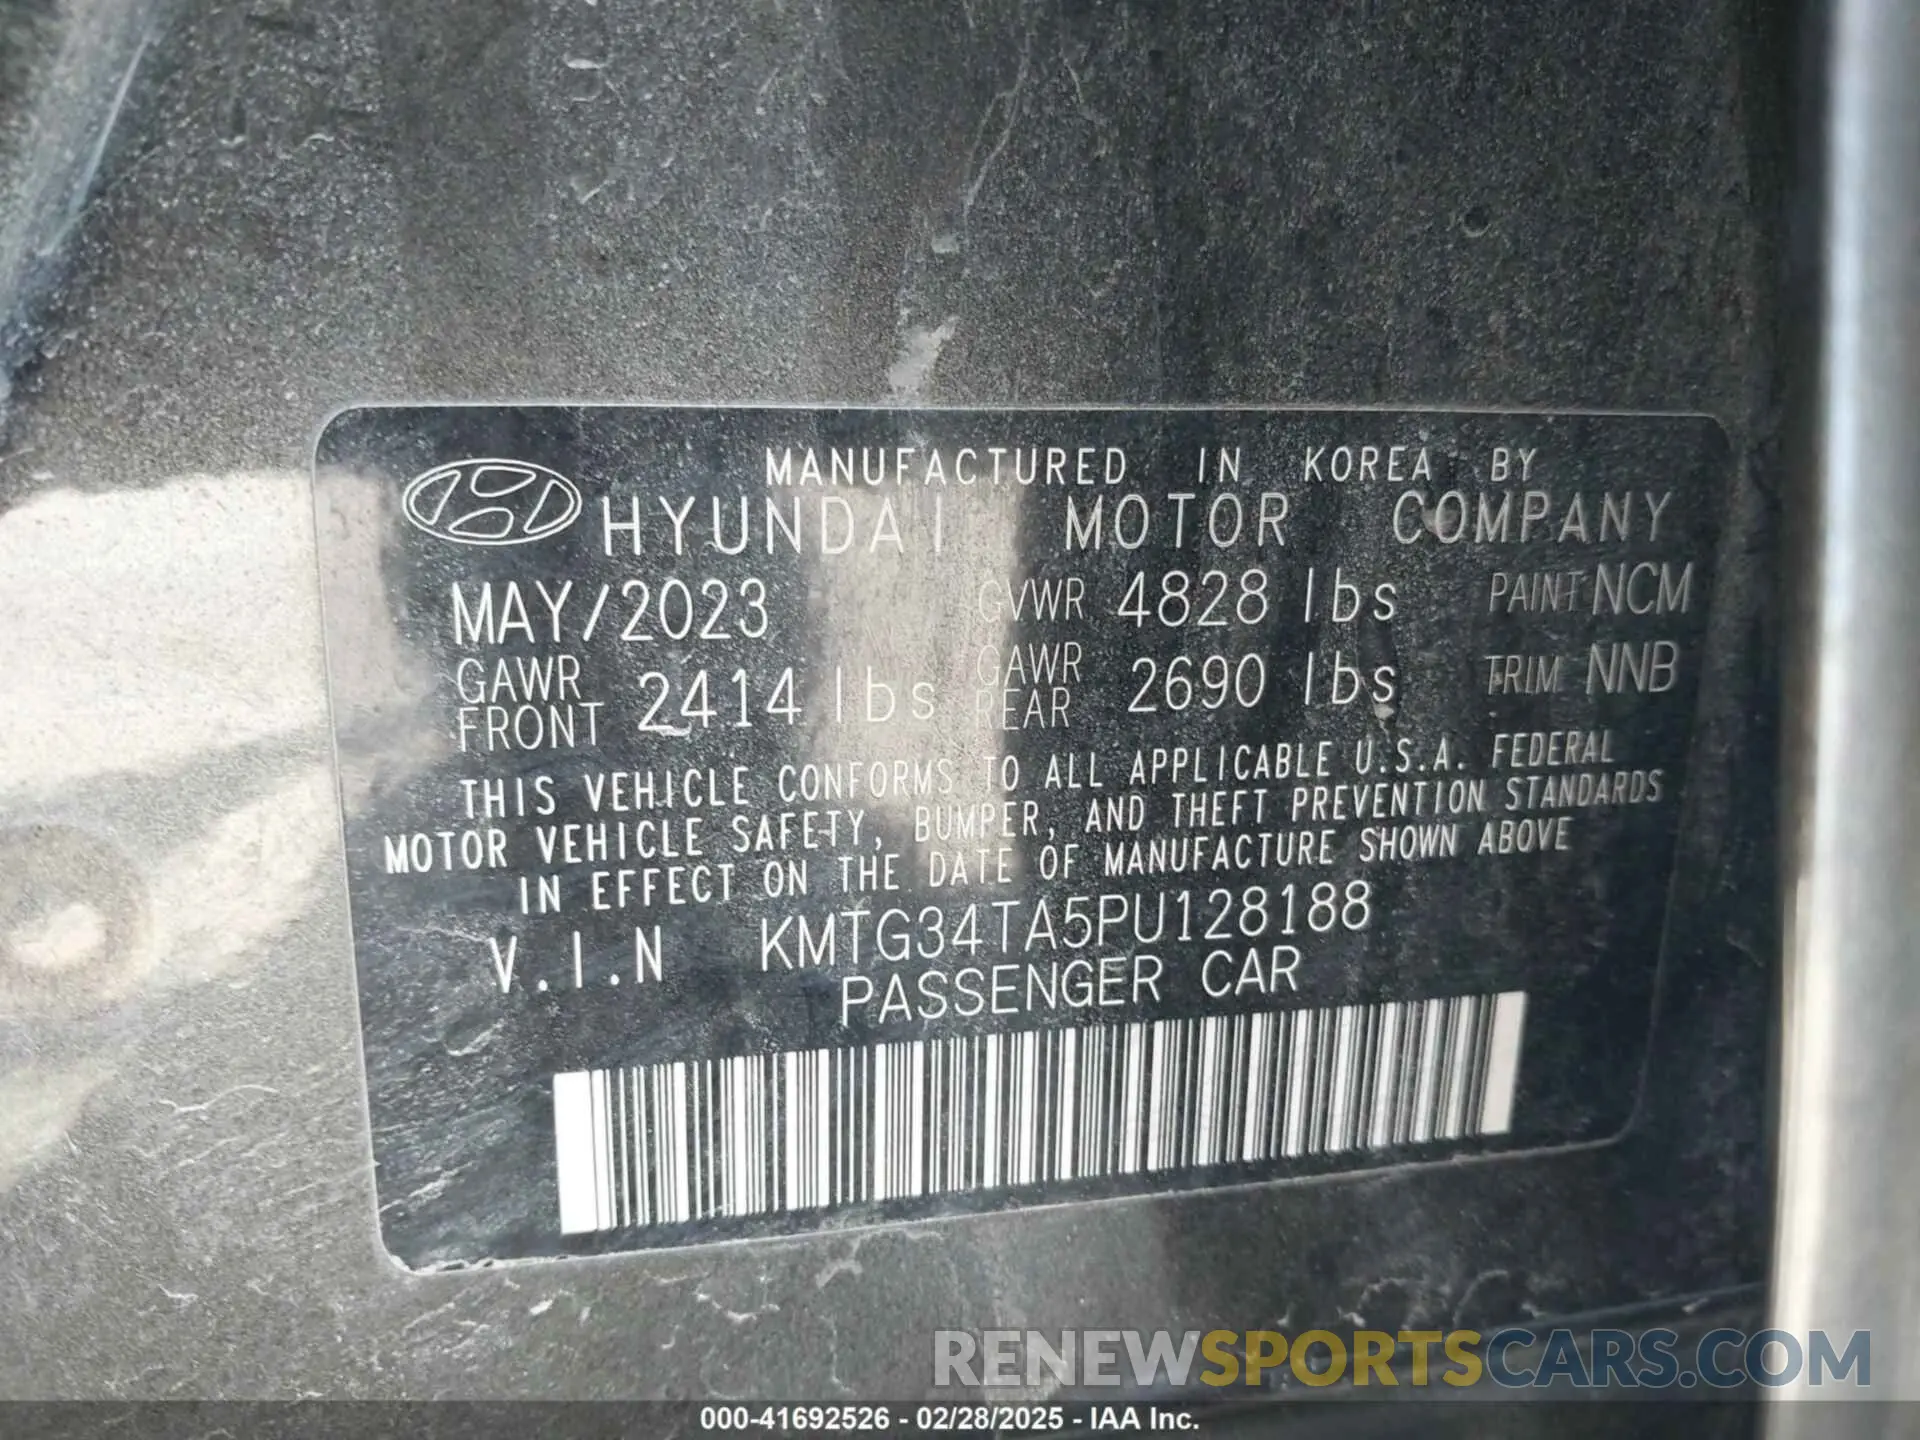 MANUFACTURED IN KOREA BY
HYUNDAI MOTOR COMPANY
MAY/2023 GVWR 4828 lbs PAINT NCM
GAWR FRONT 2414 lbs GAWR REAR 2690 lbs TRIM NNB
THIS VEHICLE CONFORMS TO ALL APPLICABLE U.S.A. FEDERAL
MOTOR VEHICLE SAFETY, BUMPER, AND THEFT PREVENTION STANDARDS
IN EFFECT ON THE DATE OF MANUFACTURE SHOWN ABOVE
V.I.N KMTG34TA5PU128188
PASSENGER CAR
RENEWSPORTSCARS.COM
000-41692526 - 02/28/2025 - IAA Inc.